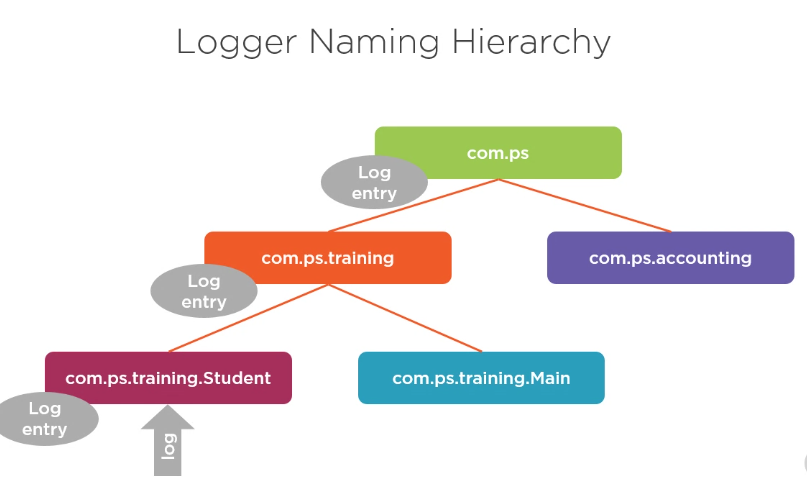 Logger Naming Hierarchy
com.ps
Log
entry
com.ps.training
com.ps.accounting
Log
entry
com.ps.training.Student
com.ps.training.Main
Log
entry
log